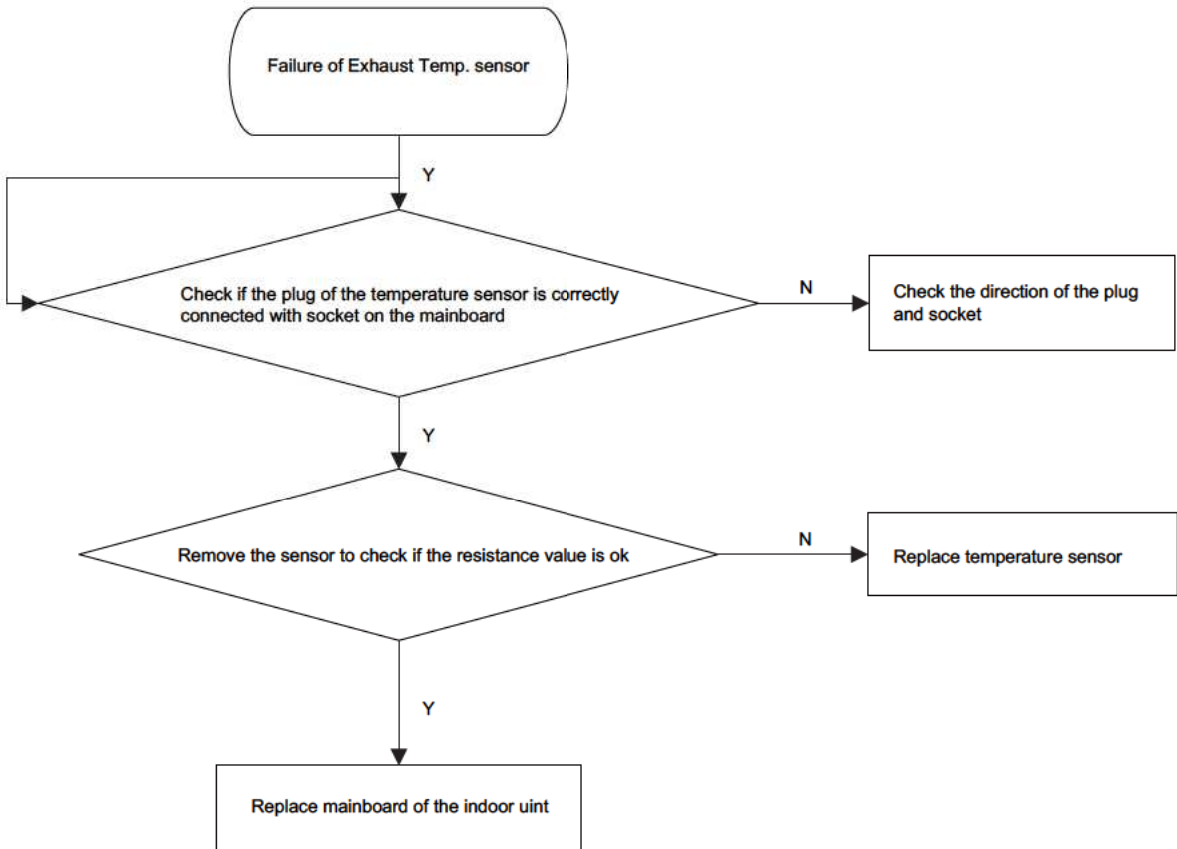 Failure of Exhaust Temp. sensor
Y
Check if the plug of the temperature sensor is correctly
connected with socket on the mainboard
N
Check the direction of the plug
and socket
Y
Remove the sensor to check if the resistance value is ok
N
Replace temperature sensor
Y
Replace mainboard of the indoor uint